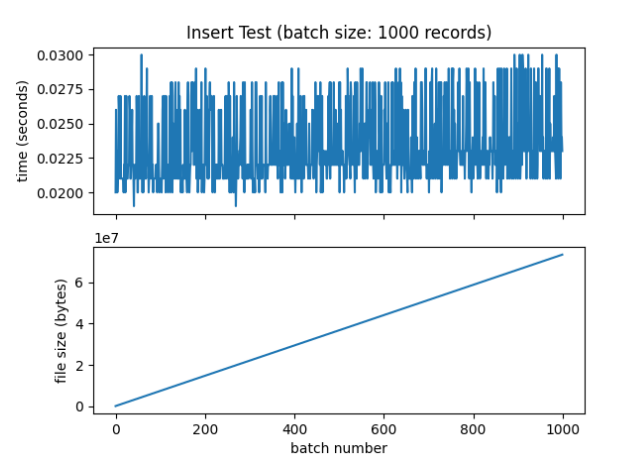 Insert Test (batch size: 1000 records)
0.0300
0.0275
0.0250
0.0225
0.0200
time (seconds)
1e7
6
4
2
0
file size (bytes)
0 200 400 600 800 1000
batch number